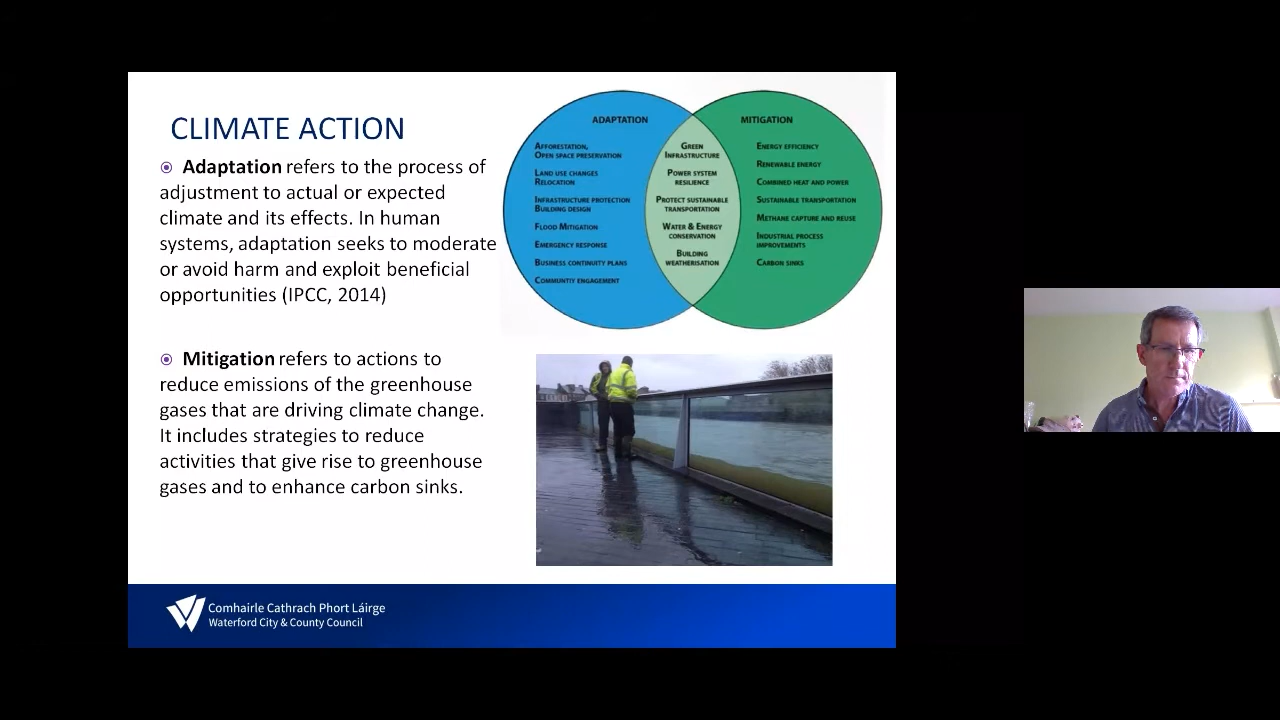 CLIMATE ACTION
Adaptation refers to the process of
adjustment to actual or expected
climate and its effects. In human
systems, adaptation seeks to moderate
or avoid harm and exploit beneficial
opportunities (IPCC, 2014)
Mitigation refers to actions to
reduce emissions of the greenhouse
gases that are driving climate change.
It includes strategies to reduce
activities that give rise to greenhouse
gases and to enhance carbon sinks.
ADAPTATION
AFFORESTATION,
OPEN SPACE PRESERVATION
LAND USE CHANGES
RELOCATION
INFRASTRUCTURE PROTECTION
BUILDING DESIGN
FLOOD MITIGATION
EMERGENCY RESPONSE
BUSINESS CONTINUITY PLANS
COMMUNTIY ENGAGEMENT
GREEN
INFRASTRUCTURE
POWER SYSTEM
RESILIENCE
PROTECT SUSTAINABLE
TRANSPORTATION
WATER & ENERGY
CONSERVATION
BUILDING
WEATHERISATION
MITIGATION
ENERGY EFFICIENCY
RENEWABLE ENERGY
COMBINED HEAT AND POWER
SUSTAINABLE TRANSPORTATION
METHANE CAPTURE AND REUSE
INDUSTRIAL PROCESS
IMPROVEMENTS
CARBON SINKS
Comhairle Cathrach Phort Láirge
Waterford City & County Council